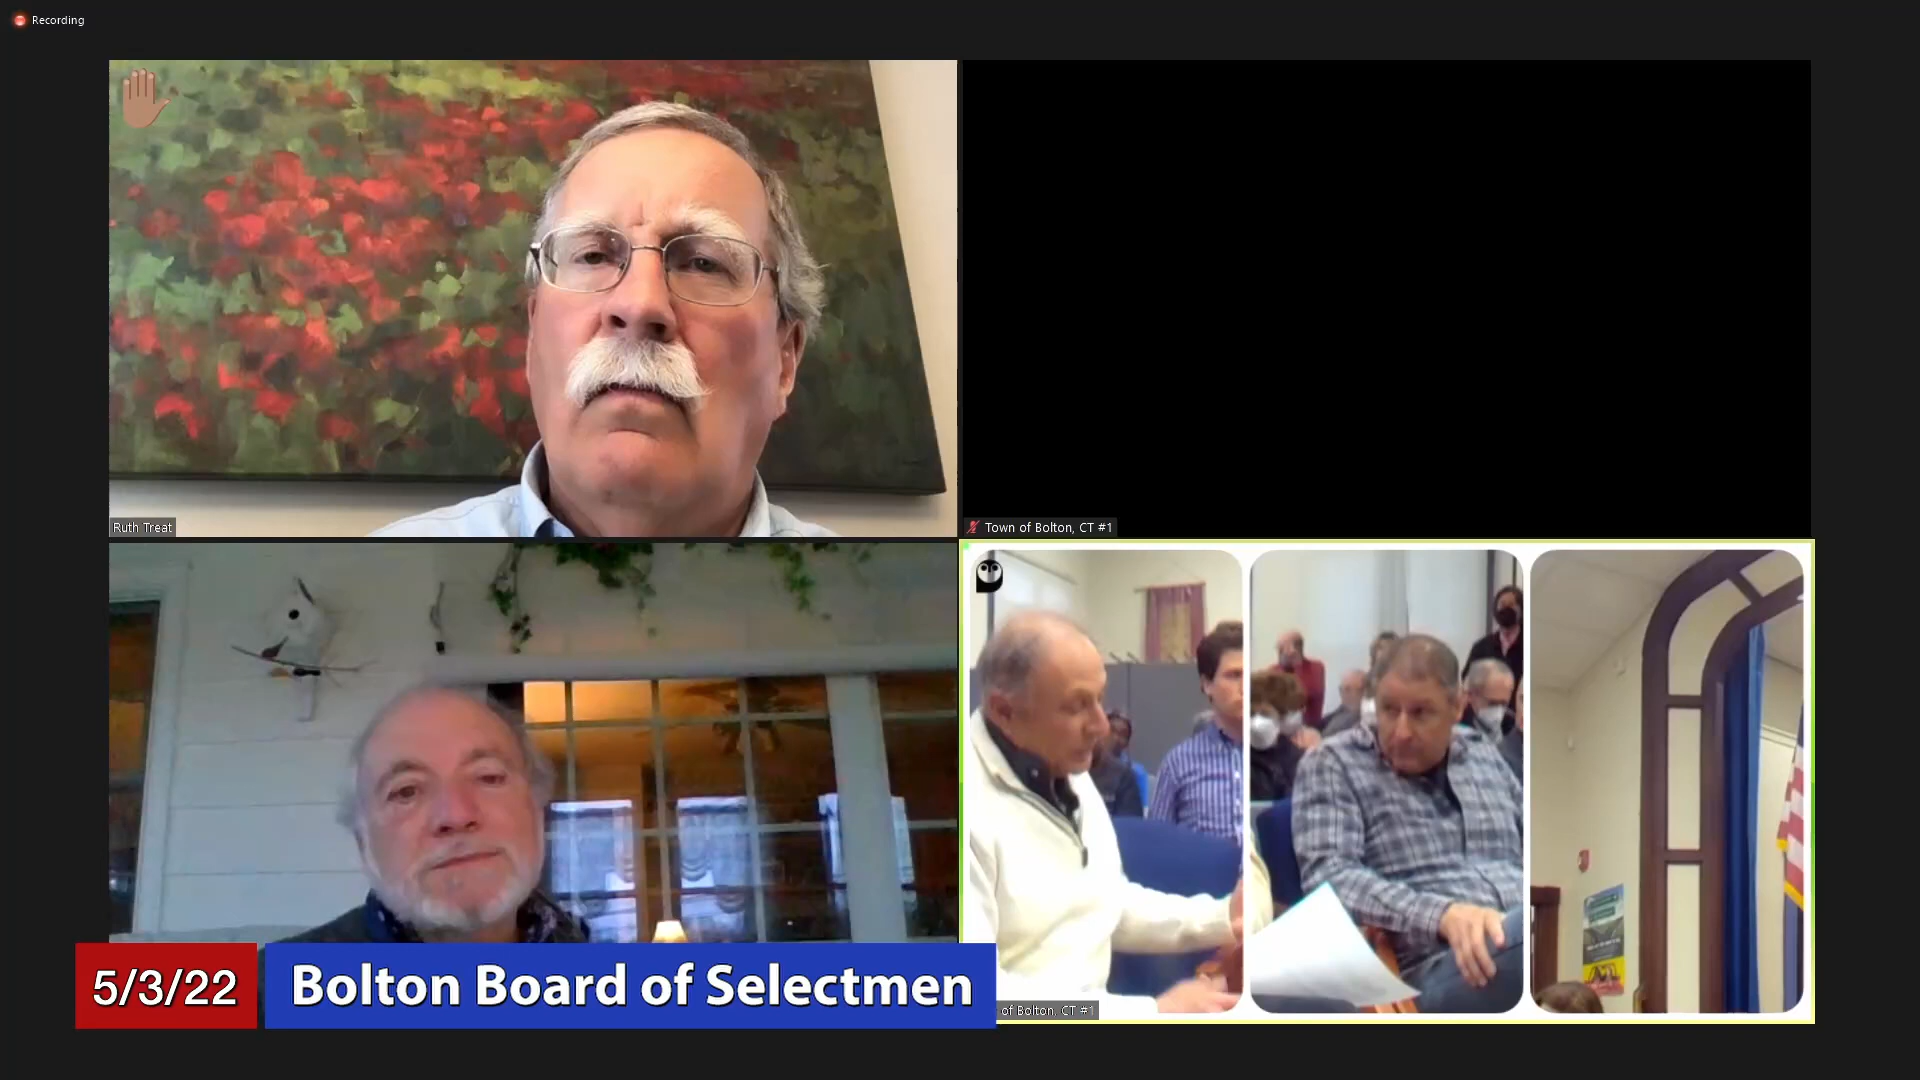 Recording
Ruth Treat
Town of Bolton, CT #1
of Bolton, CT #1
5/3/22
Bolton Board of Selectmen